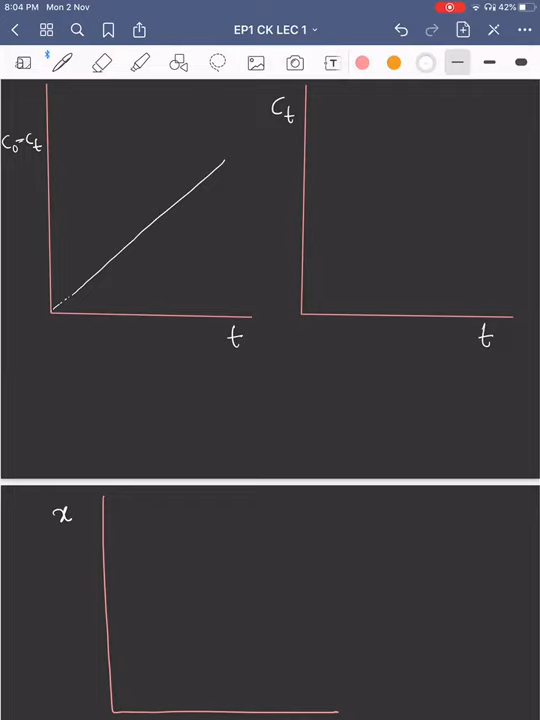 8:04 PM Mon 2 Nov
42%
EP1 CK LEC 1
T
C₀-Cₜ
t
Cₜ
t
x